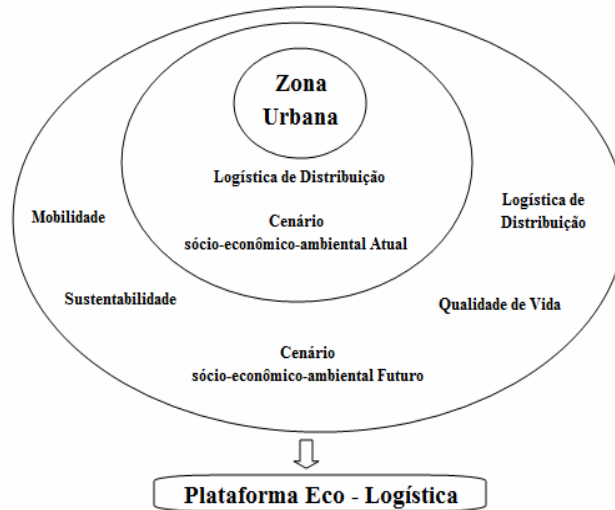 Zona
Urbana
Logística de Distribuição
Cenário
sócio-econômico-ambiental Atual
Mobilidade
Logística de
Distribuição
Sustentabilidade
Qualidade de Vida
Cenário
sócio-econômico-ambiental Futuro
Plataforma Eco - Logística